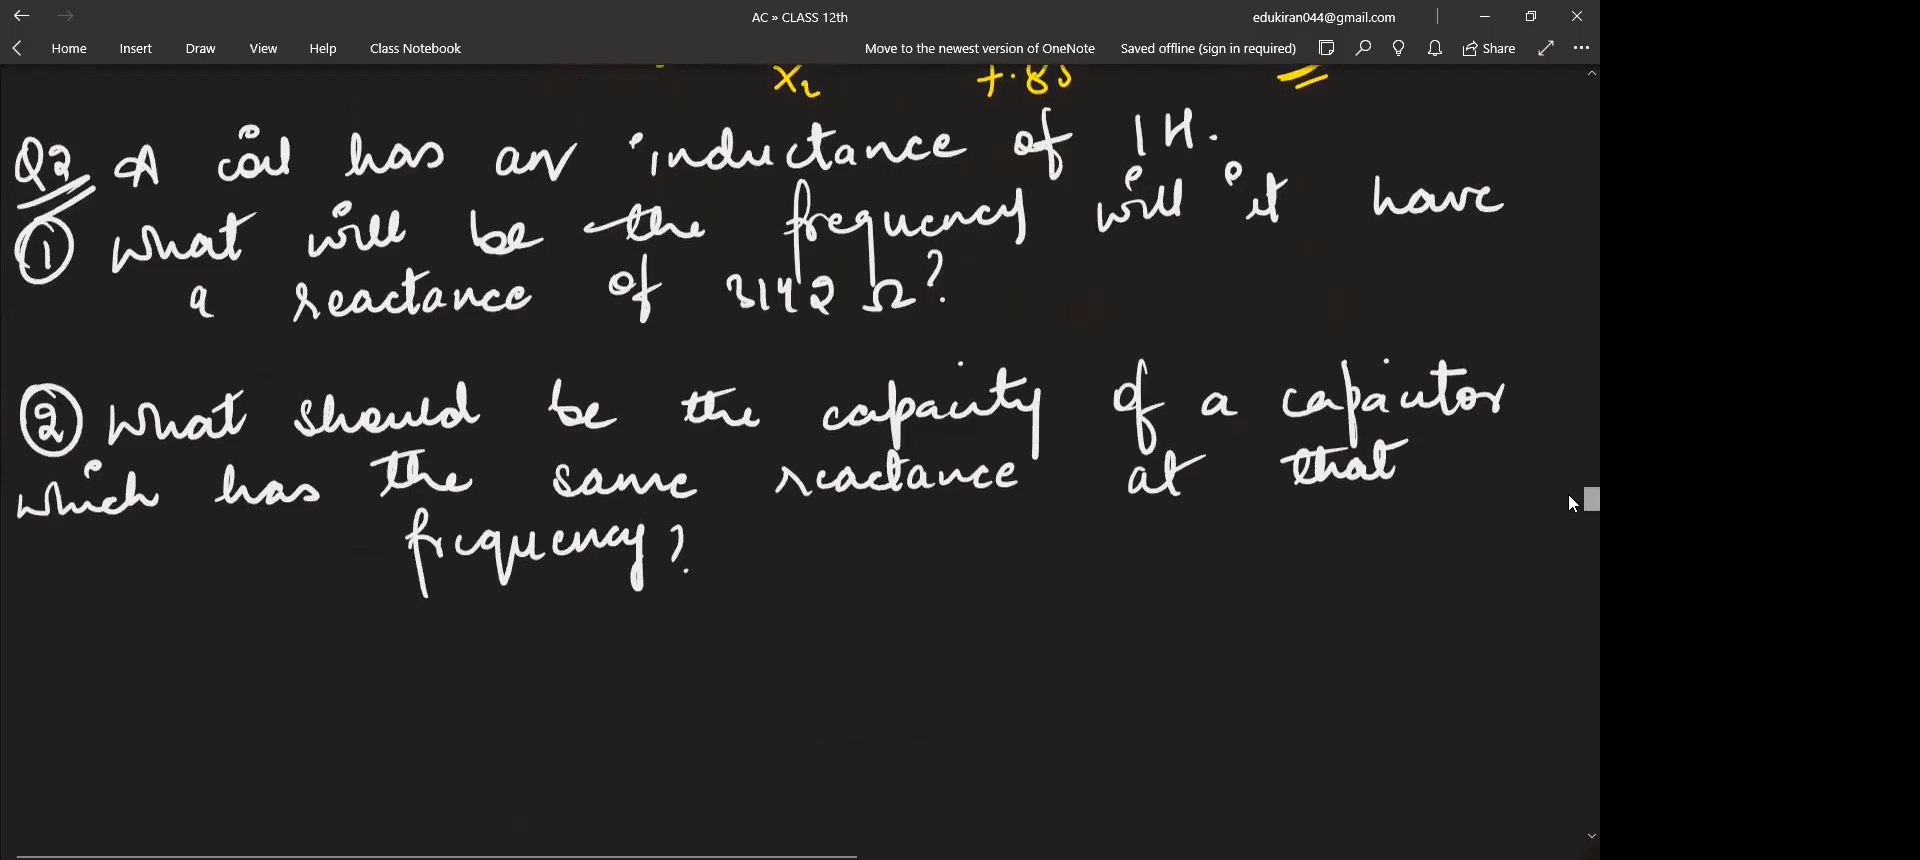 AC » CLASS 12th
edukiran044@gmail.com
Home Insert Draw View Help Class Notebook
Move to the newest version of OneNote Saved offline (sign in required) Share
X₂
Q2 A coil has an inductance of 1 H.
① What will be the frequency will it have
a reactance of 3142 Ω?
② What should be the capacity of a capacitor
which has the same reactance at that
frequency?